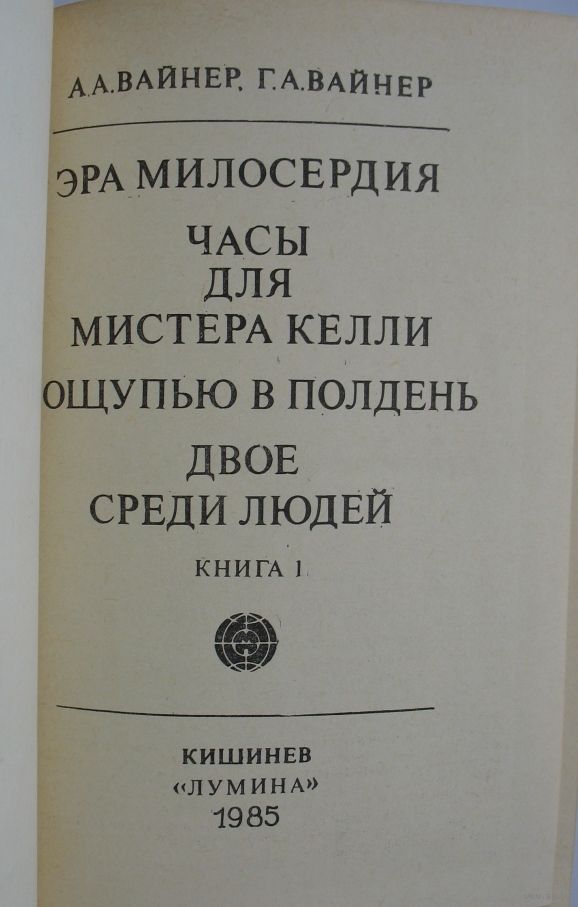 А.А.ВАЙНЕР, Г.А.ВАЙНЕР
ЭРА МИЛОСЕРДИЯ
ЧАСЫ
ДЛЯ
МИСТЕРА КЕЛЛИ
ОЩУПЬЮ В ПОЛДЕНЬ
ДВОЕ
СРЕДИ ЛЮДЕЙ
КНИГА 1
КИШИНЕВ
«ЛУМИНА»
1985